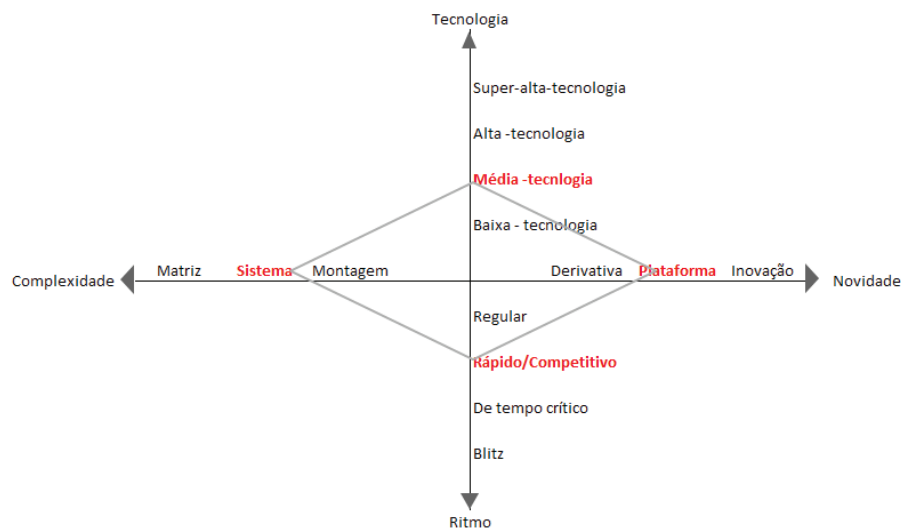 Tecnologia
Super-alta-tecnologia
Alta -tecnologia
Média -tecnlogia
Baixa - tecnologia
Complexidade Matriz Sistema Montagem Derivativa Plataforma Inovação Novidade
Regular
Rápido/Competitivo
De tempo crítico
Blitz
Ritmo